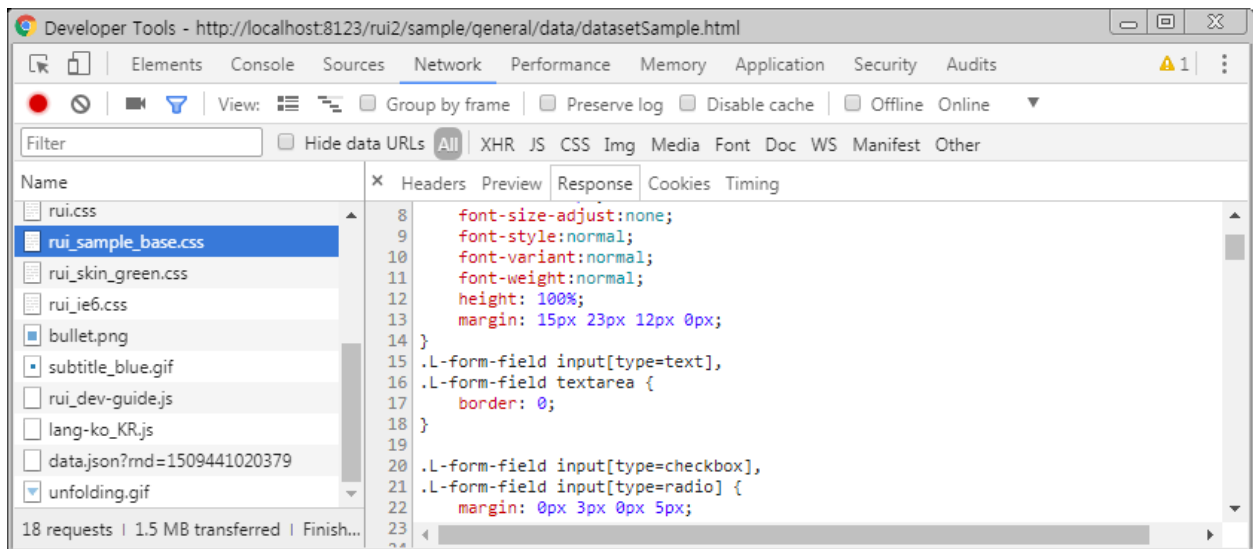 Developer Tools - http://localhost:8123/rui2/sample/general/data/datasetSample.html
Elements Console Sources Network Performance Memory Application Security Audits 1
View: Group by frame Preserve log Disable cache Offline Online
Filter Hide data URLs All XHR JS CSS Img Media Font Doc WS Manifest Other
Name
rui.css
rui_sample_base.css
rui_skin_green.css
rui_ie6.css
bullet.png
subtitle_blue.gif
rui_dev-guide.js
lang-ko_KR.js
data.json?rnd=1509441020379
unfolding.gif
18 requests | 1.5 MB transferred | Finish...
× Headers Preview Response Cookies Timing
8 font-size-adjust:none;
9 font-style:normal;
10 font-variant:normal;
11 font-weight:normal;
12 height: 100%;
13 margin: 15px 23px 12px 0px;
14 }
15 .L-form-field input[type=text],
16 .L-form-field textarea {
17 border: 0;
18 }
19
20 .L-form-field input[type=checkbox],
21 .L-form-field input[type=radio] {
22 margin: 0px 3px 0px 5px;
23